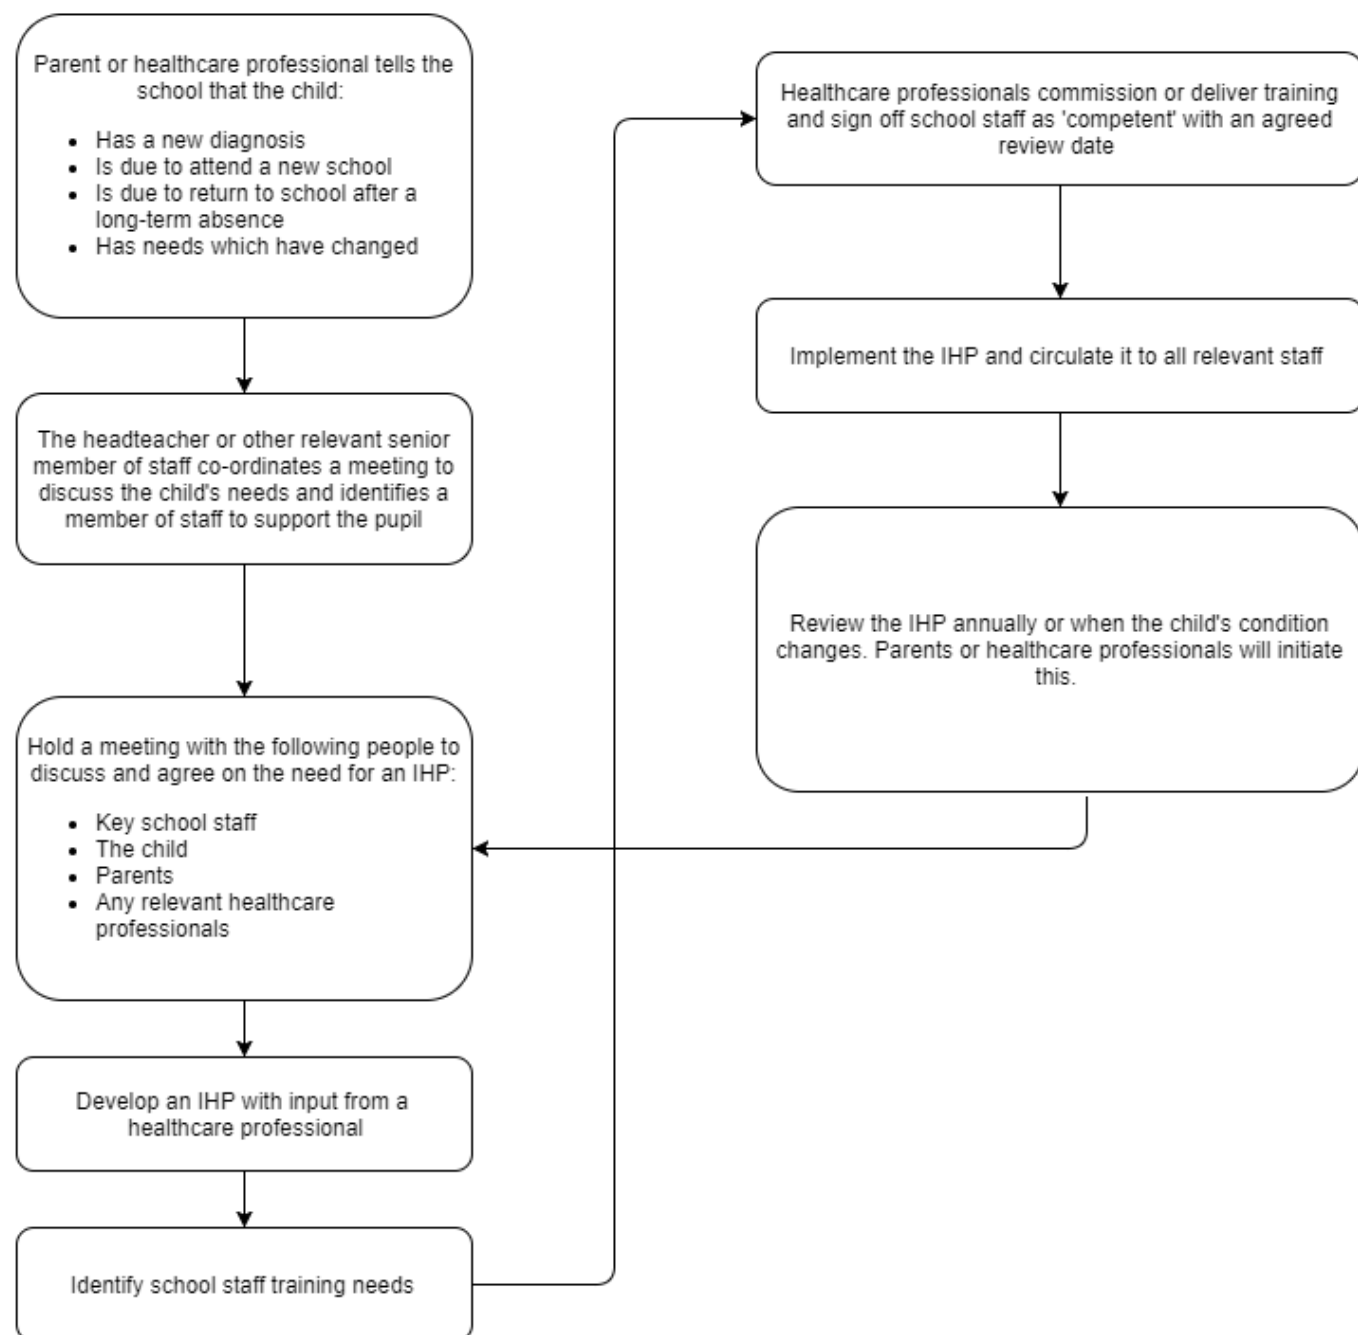 Parent or healthcare professional tells the
school that the child:
• Has a new diagnosis
• Is due to attend a new school
• Is due to return to school after a
long-term absence
• Has needs which have changed
The headteacher or other relevant senior
member of staff co-ordinates a meeting to
discuss the child's needs and identifies a
member of staff to support the pupil
Hold a meeting with the following people to
discuss and agree on the need for an IHP:
• Key school staff
• The child
• Parents
• Any relevant healthcare
professionals
Develop an IHP with input from a
healthcare professional
Identify school staff training needs
Healthcare professionals commission or deliver training
and sign off school staff as 'competent' with an agreed
review date
Implement the IHP and circulate it to all relevant staff
Review the IHP annually or when the child's condition
changes. Parents or healthcare professionals will initiate
this.